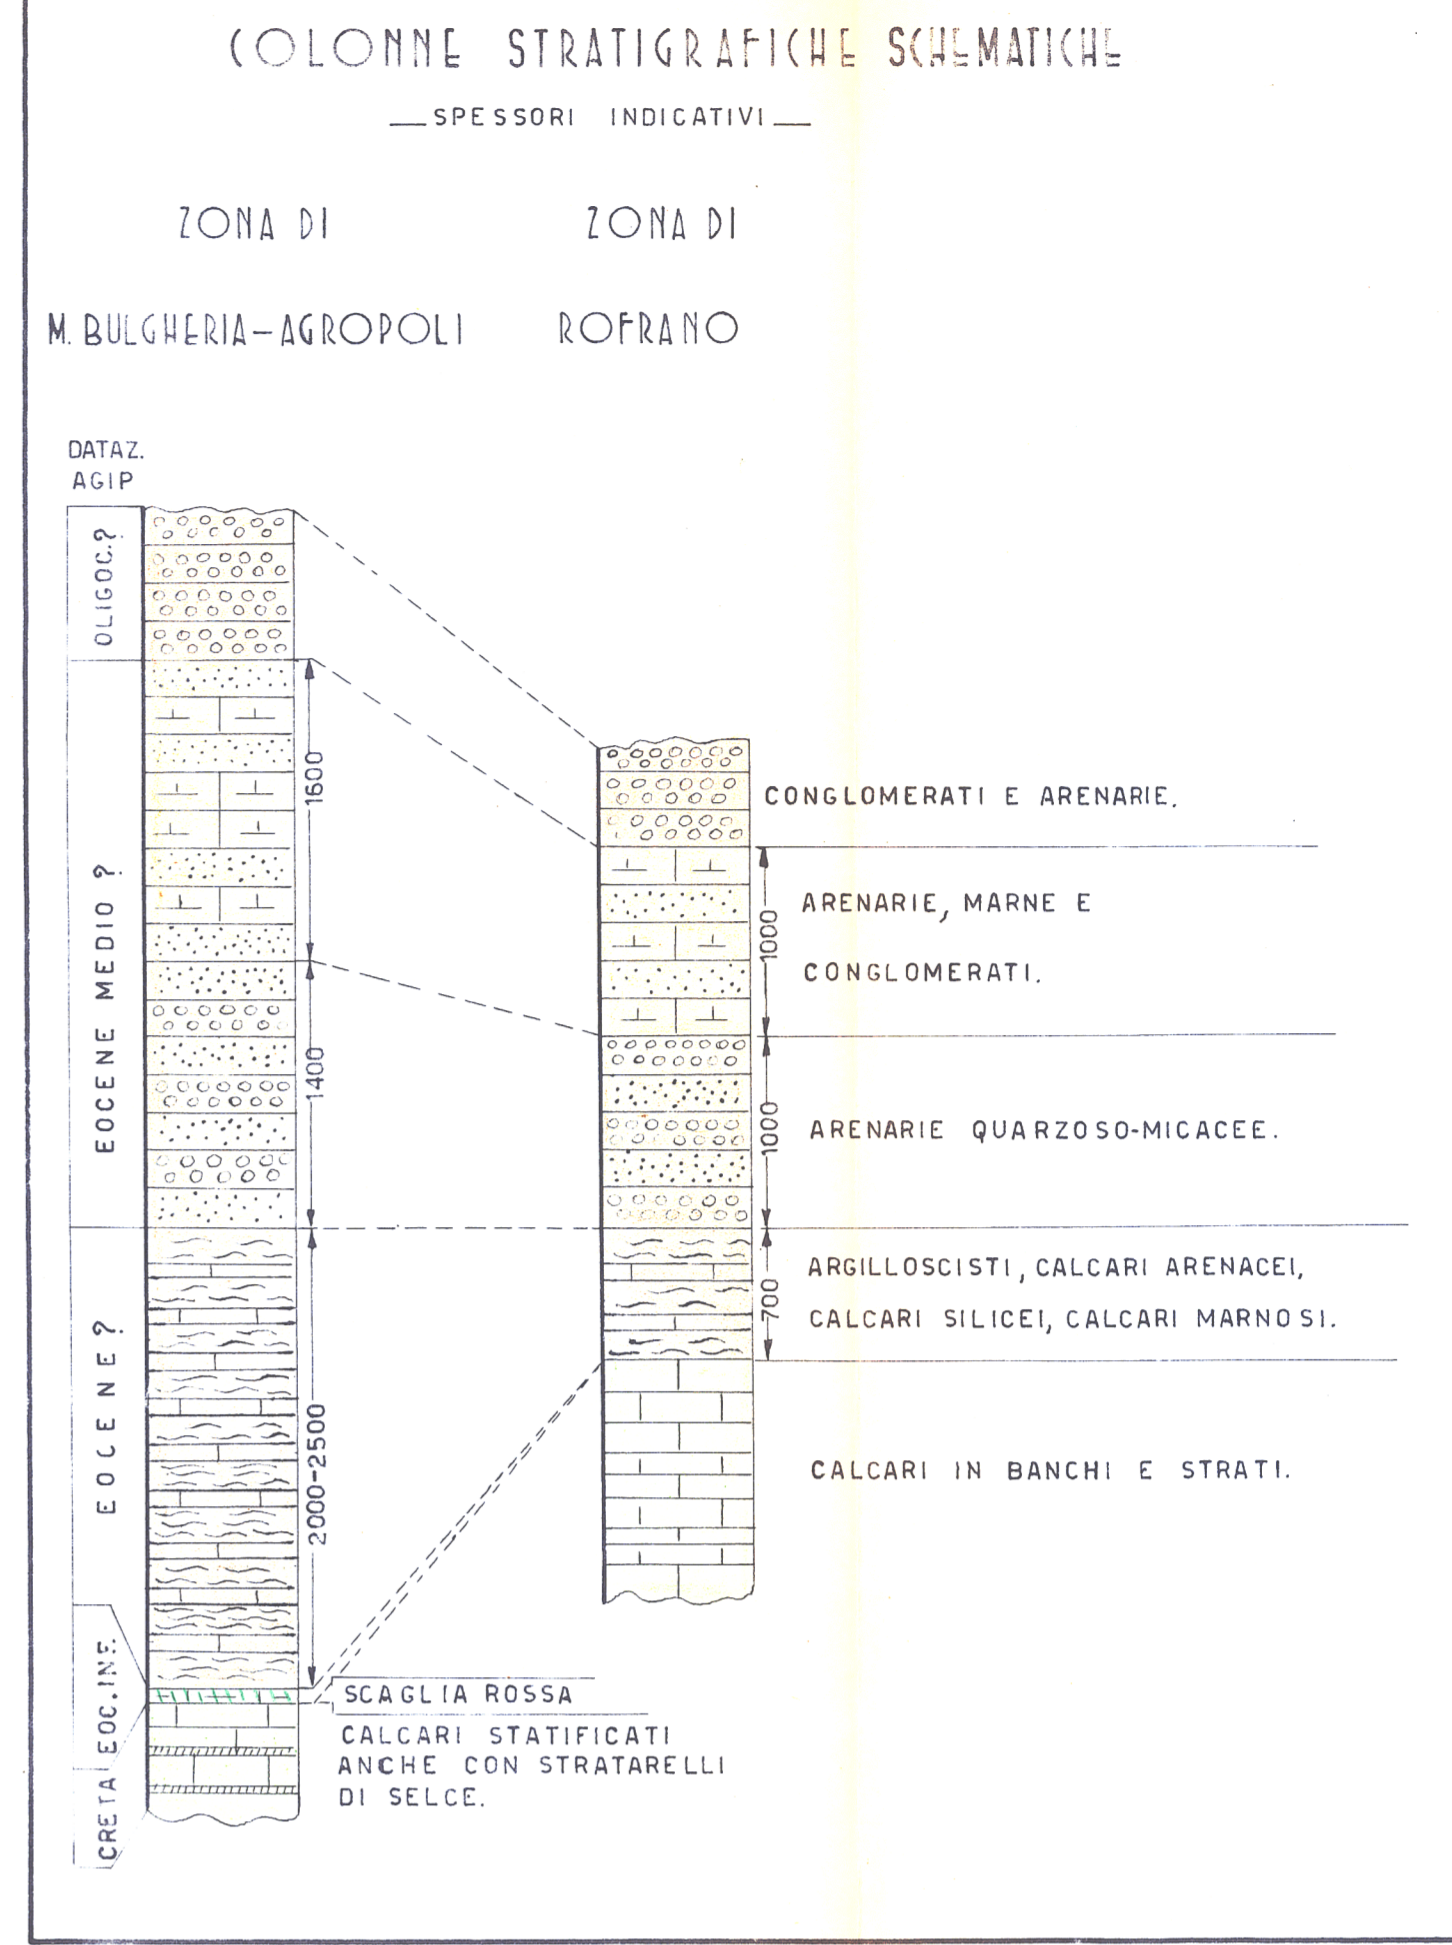 COLONNE STRATIGRAFICHE SCHEMATICHE
SPESSORI INDICATIVI
ZONA DI
M. BULGHERIA-AGROPOLI
ZONA DI
ROFRANO
DATAZ.
AGIP
OLIGOC.?
EOCENE MEDIO ?
EOCENE ?
EOC. INF.
CRETA
1600
1400
2000-2500
SCAGLIA ROSSA
CALCARI STATIFICATI
ANCHE CON STRATARELLI
DI SELCE.
1000
1000
700
CONGLOMERATI E ARENARIE.
ARENARIE, MARNE E
CONGLOMERATI.
ARENARIE QUARZOSO-MICACEE.
ARGILLOSCISTI, CALCARI ARENACEI,
CALCARI SILICEI, CALCARI MARNOSI.
CALCARI IN BANCHI E STRATI.